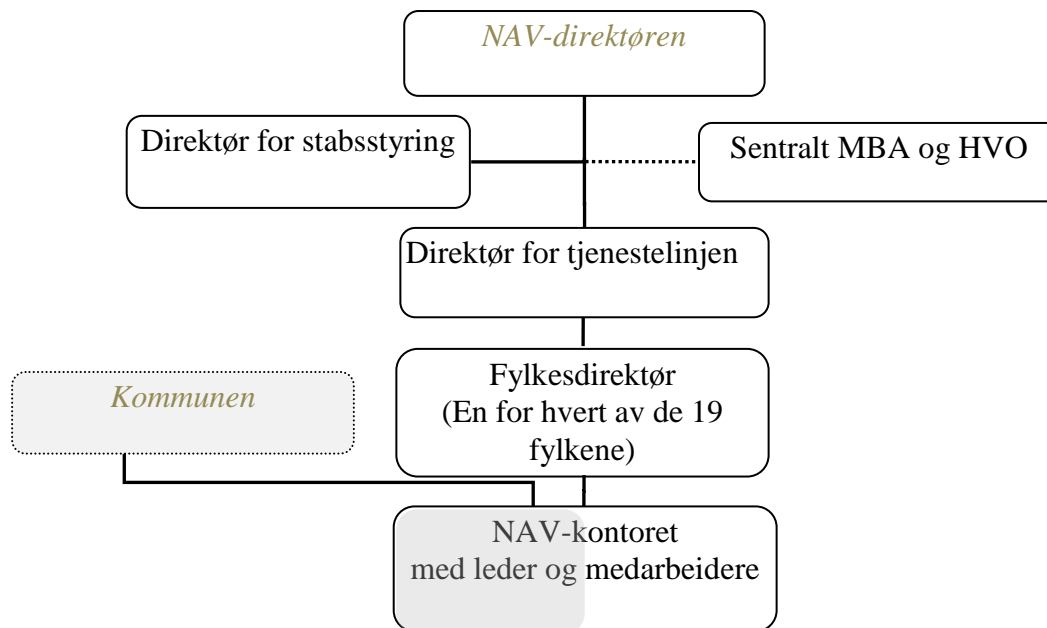 NAV-direktøren
Direktør for stabsstyring
Sentralt MBA og HVO
Direktør for tjenestelinjen
Kommunen
Fylkesdirektør
(En for hvert av de 19
fylkene)
NAV-kontoret
med leder og medarbeidere